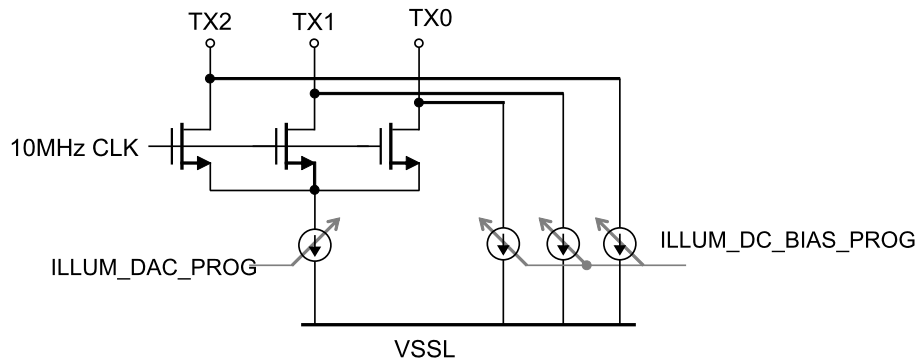 TX2 TX1 TX0
10MHz CLK
ILLUM_DAC_PROG
ILLUM_DC_BIAS_PROG
VSSL